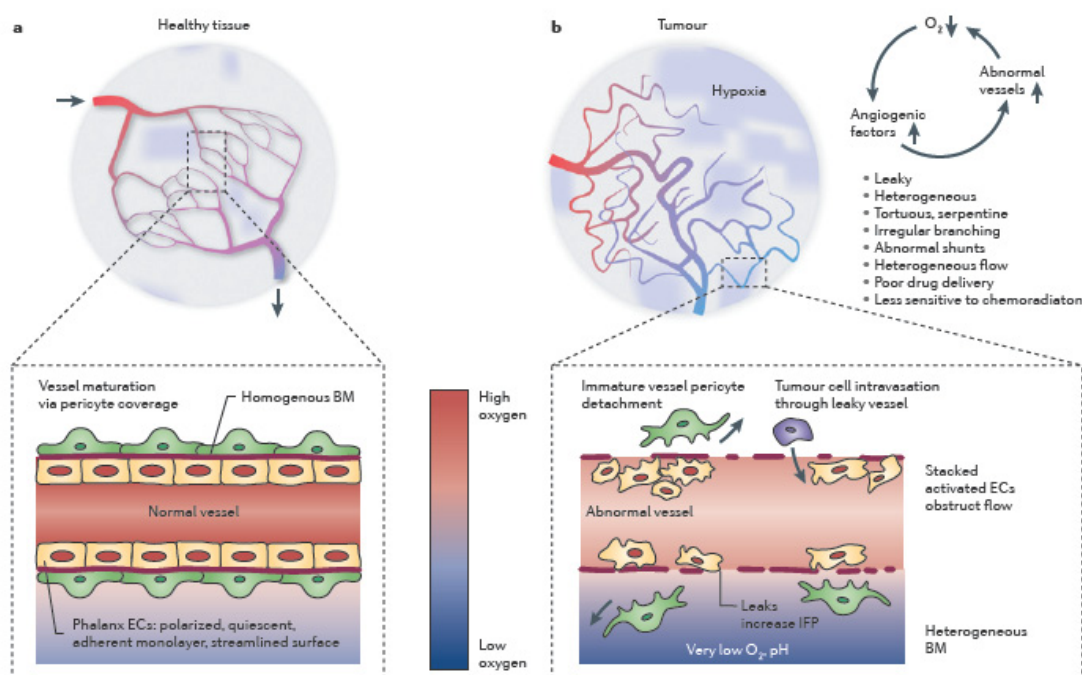 a
Healthy tissue
b
Tumour
Hypoxia
O2
Abnormal
vessels
Angiogenic
factors
• Leaky
• Heterogeneous
• Tortuous, serpentine
• Irregular branching
• Abnormal shunts
• Heterogeneous flow
• Poor drug delivery
• Less sensitive to chemoradiaton
Vessel maturation
via pericyte coverage
Homogenous BM
Normal vessel
Phalanx ECs: polarized, quiescent,
adherent monolayer, streamlined surface
High
oxygen
Low
oxygen
Immature vessel pericyte
detachment
Tumour cell intravasation
through leaky vessel
Abnormal vessel
Stacked
activated ECs
obstruct flow
Leaks
increase IFP
Very low O2, pH
Heterogeneous
BM